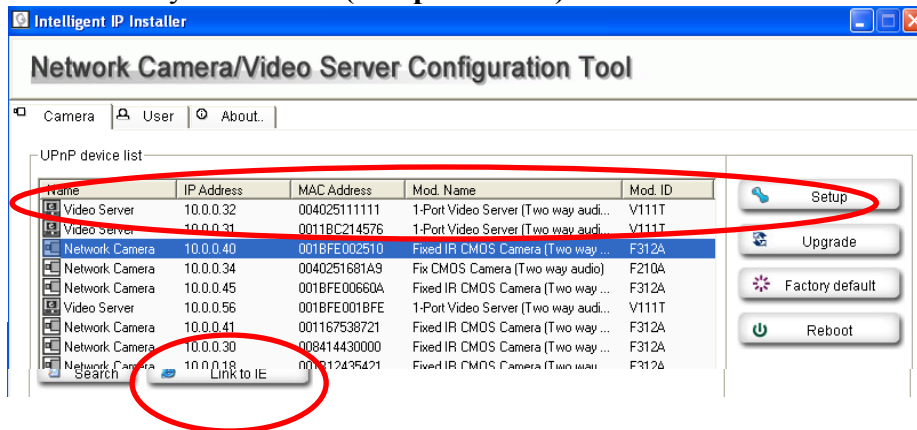 Intelligent IP Installer
Network Camera/Video Server Configuration Tool
Camera User About..
UPnP device list
Name IP Address MAC Address Mod. Name Mod. ID
Setup
Video Server 10.0.0.32 004025111111 1-Port Video Server (Two way audi... V111T
Video Server 10.0.0.31 0011BC214576 1-Port Video Server (Two way audi... V111T
Upgrade
Network Camera 10.0.0.40 001BFE002510 Fixed IR CMOS Camera (Two way ... F312A
Network Camera 10.0.0.34 0040251681A9 Fix CMOS Camera (Two way audio) F210A
Network Camera 10.0.0.45 001BFE00660A Fixed IR CMOS Camera (Two way ... F312A
Factory default
Video Server 10.0.0.56 001BFE001BFE 1-Port Video Server (Two way audi... V111T
Network Camera 10.0.0.41 001167538721 Fixed IR CMOS Camera (Two way ... F312A
Reboot
Network Camera 10.0.0.30 008414430000 Fixed IR CMOS Camera (Two way ... F312A
Network Camera 10.0.0.18 Fixed IR CMOS Camera (Two way F312A
Search Link to IE